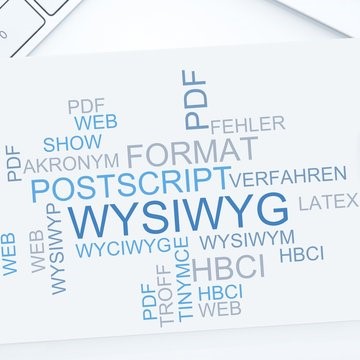 PDF
PDF
WEB
FEHLER
SHOW
PDF
AKRONYM
FORMAT
POSTSCRIPT
VERFAHREN
WYSIWYG
LATEX
WYSIWYP
WEB
WEB
WYCIWYG
WYSIWYM
TINYMCE
HBCI
HBCI
TROFF
PDF
HBCI
WEB
0